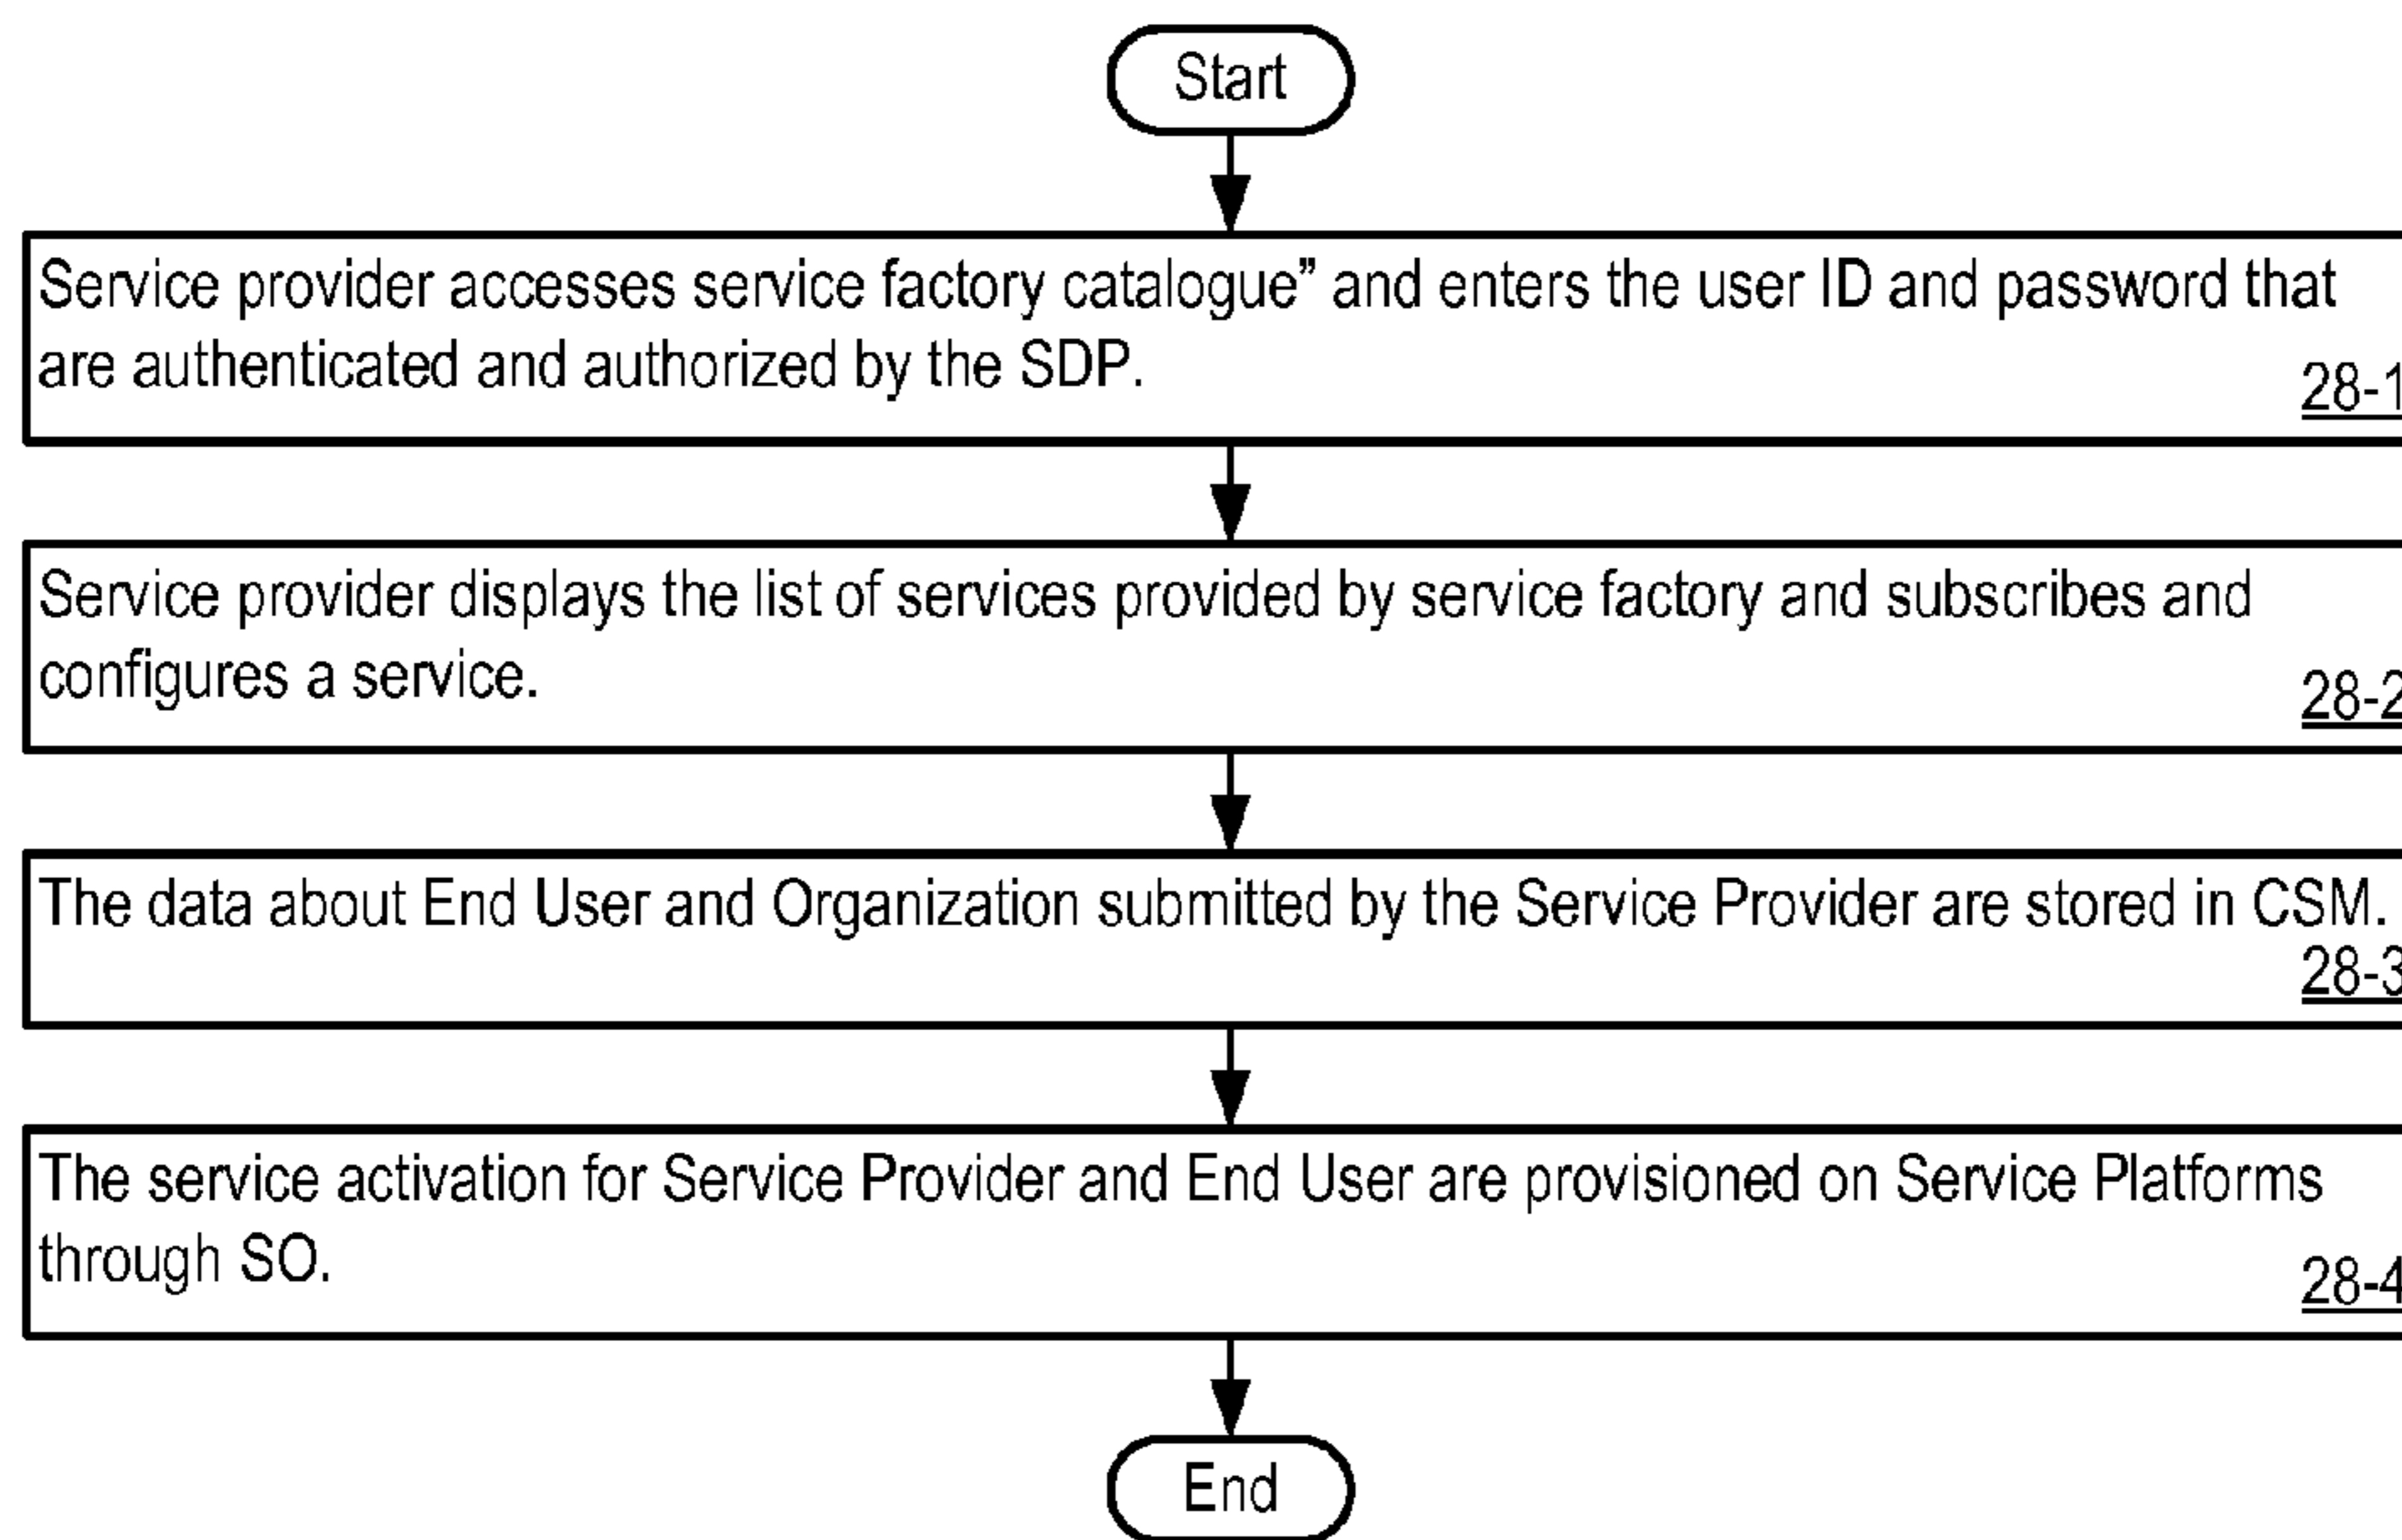 Start
Service provider accesses service factory catalogue” and enters the user ID and password that
are authenticated and authorized by the SDP.
28-1
Service provider displays the list of services provided by service factory and subscribes and
configures a service.
28-2
The data about End User and Organization submitted by the Service Provider are stored in CSM.
28-3
The service activation for Service Provider and End User are provisioned on Service Platforms
through SO.
28-4
End